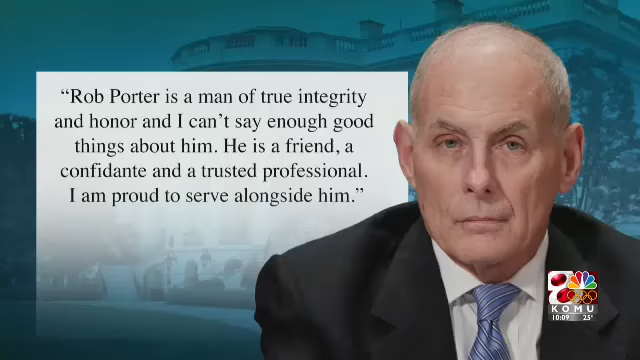 “Rob Porter is a man of true integrity
and honor and I can’t say enough good
things about him. He is a friend, a
confidante and a trusted professional.
I am proud to serve alongside him.”
KOMU
10:09 25°